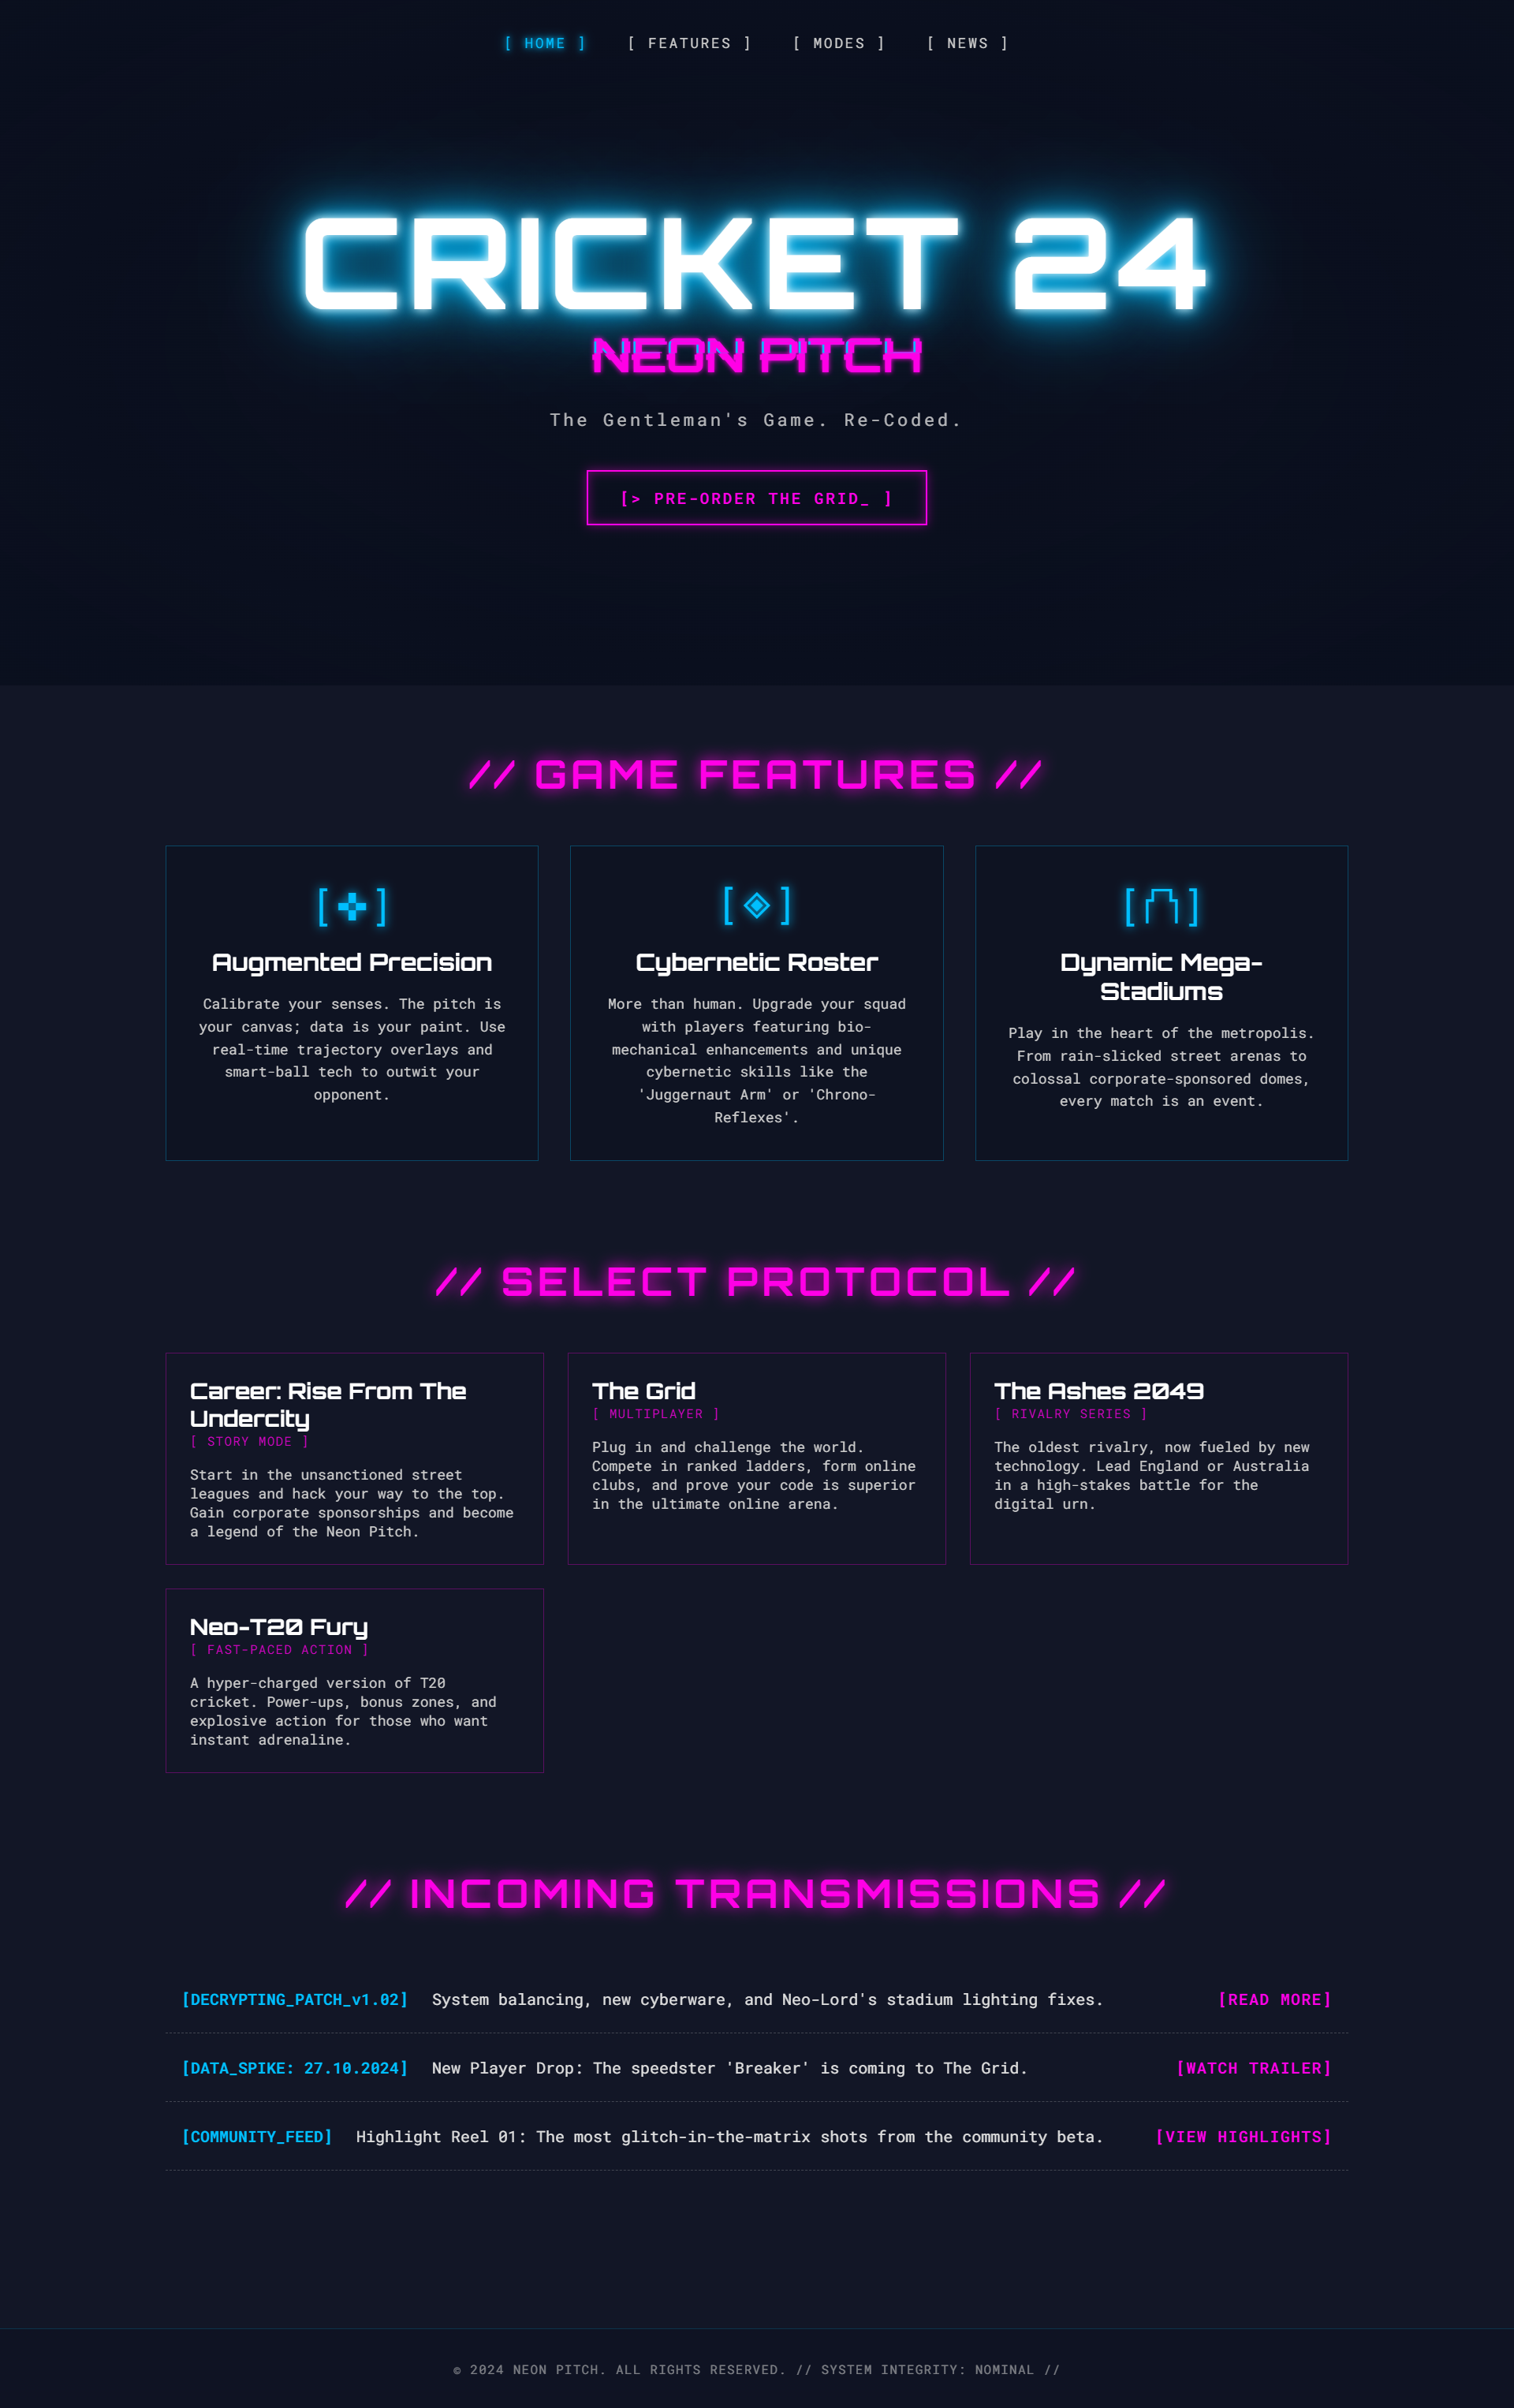 [ HOME ] [ FEATURES ] [ MODES ] [ NEWS ]
CRICKET 24
NEON PITCH
The Gentleman's Game. Re-Coded.
[> PRE-ORDER THE GRID_ ]
// GAME FEATURES //
Augmented Precision
Calibrate your senses. The pitch is
your canvas; data is your paint. Use
real-time trajectory overlays and
smart-ball tech to outwit your
opponent.
Cybernetic Roster
More than human. Upgrade your squad
with players featuring bio-
mechanical enhancements and unique
cybernetic skills like the
'Juggernaut Arm' or 'Chrono-
Reflexes'.
Dynamic Mega-
Stadiums
Play in the heart of the metropolis.
From rain-slicked street arenas to
colossal corporate-sponsored domes,
every match is an event.
// SELECT PROTOCOL //
Career: Rise From The
Undercity
[ STORY MODE ]
Start in the unsanctioned street
leagues and hack your way to the top.
Gain corporate sponsorships and become
a legend of the Neon Pitch.
The Grid
[ MULTIPLAYER ]
Plug in and challenge the world.
Compete in ranked ladders, form online
clubs, and prove your code is superior
in the ultimate online arena.
The Ashes 2049
[ RIVALRY SERIES ]
The oldest rivalry, now fueled by new
technology. Lead England or Australia
in a high-stakes battle for the
digital urn.
Neo-T20 Fury
[ FAST-PACED ACTION ]
A hyper-charged version of T20
cricket. Power-ups, bonus zones, and
explosive action for those who want
instant adrenaline.
// INCOMING TRANSMISSIONS //
[DECRYPTING_PATCH_v1.02] System balancing, new cyberware, and Neo-Lord's stadium lighting fixes. [READ MORE]
[DATA_SPIKE: 27.10.2024] New Player Drop: The speedster 'Breaker' is coming to The Grid. [WATCH TRAILER]
[COMMUNITY_FEED] Highlight Reel 01: The most glitch-in-the-matrix shots from the community beta. [VIEW HIGHLIGHTS]
© 2024 NEON PITCH. ALL RIGHTS RESERVED. // SYSTEM INTEGRITY: NOMINAL //